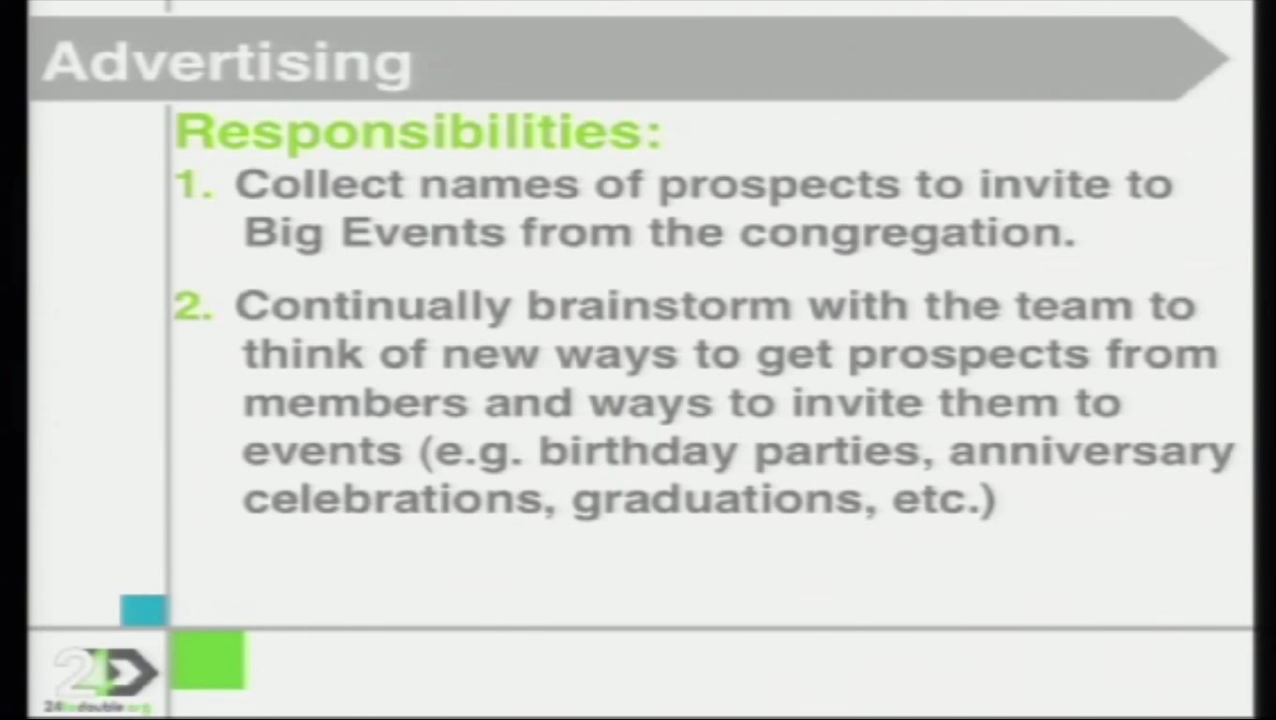 Advertising
Responsibilities:
1. Collect names of prospects to invite to
Big Events from the congregation.
2. Continually brainstorm with the team to
think of new ways to get prospects from
members and ways to invite them to
events (e.g. birthday parties, anniversary
celebrations, graduations, etc.)
24todouble.org